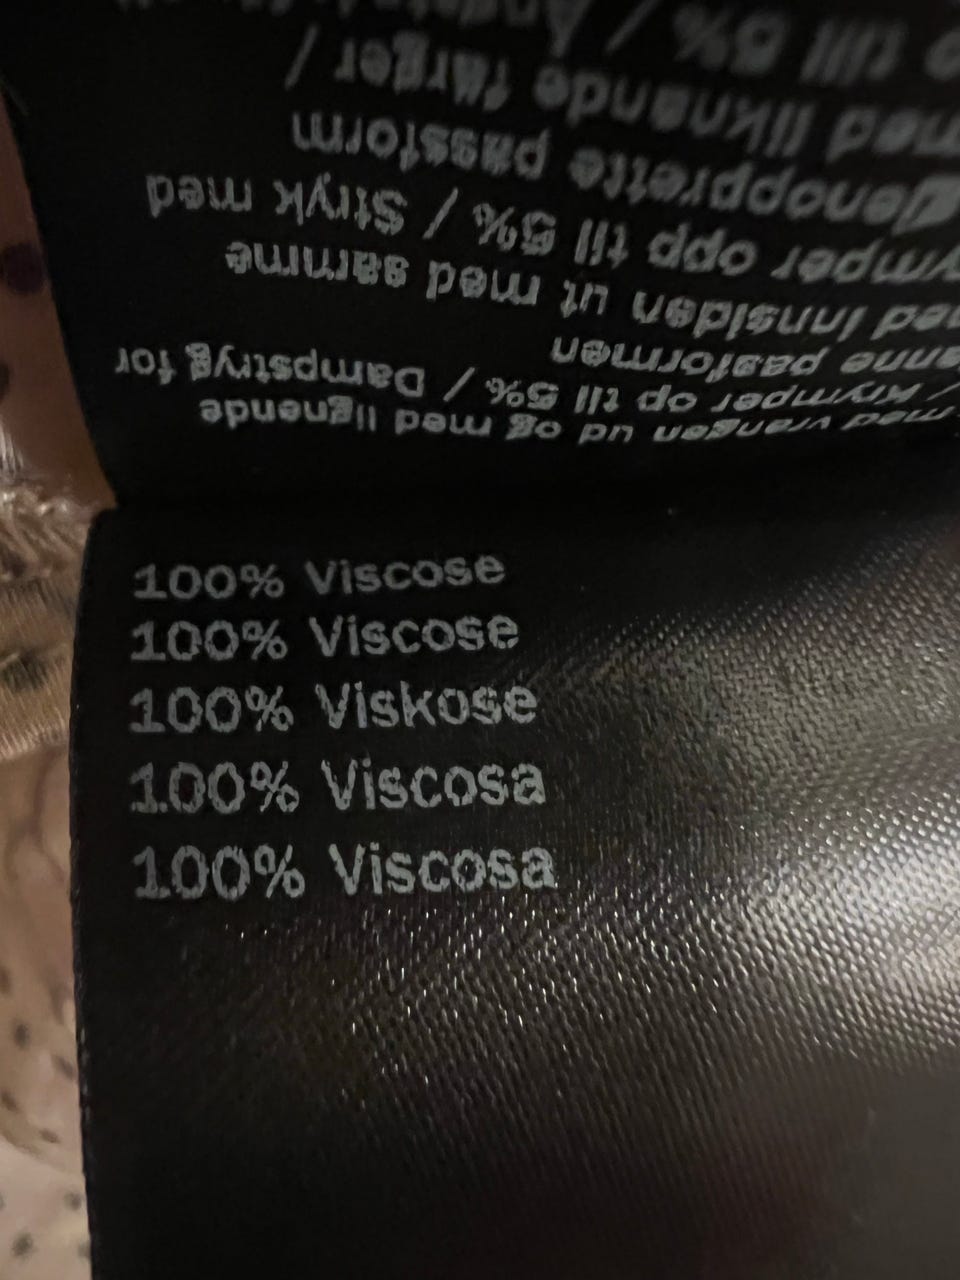 med vrangen ud og med lignende
/ Krymper op til 5% / Dampstryg for
pasformen
med innsiden ut med samme
opp til 5% / Stryk med
passform
med liknande färger /
till 5% /
100% Viscose
100% Viscose
100% Viskose
100% Viscosa
100% Viscosa